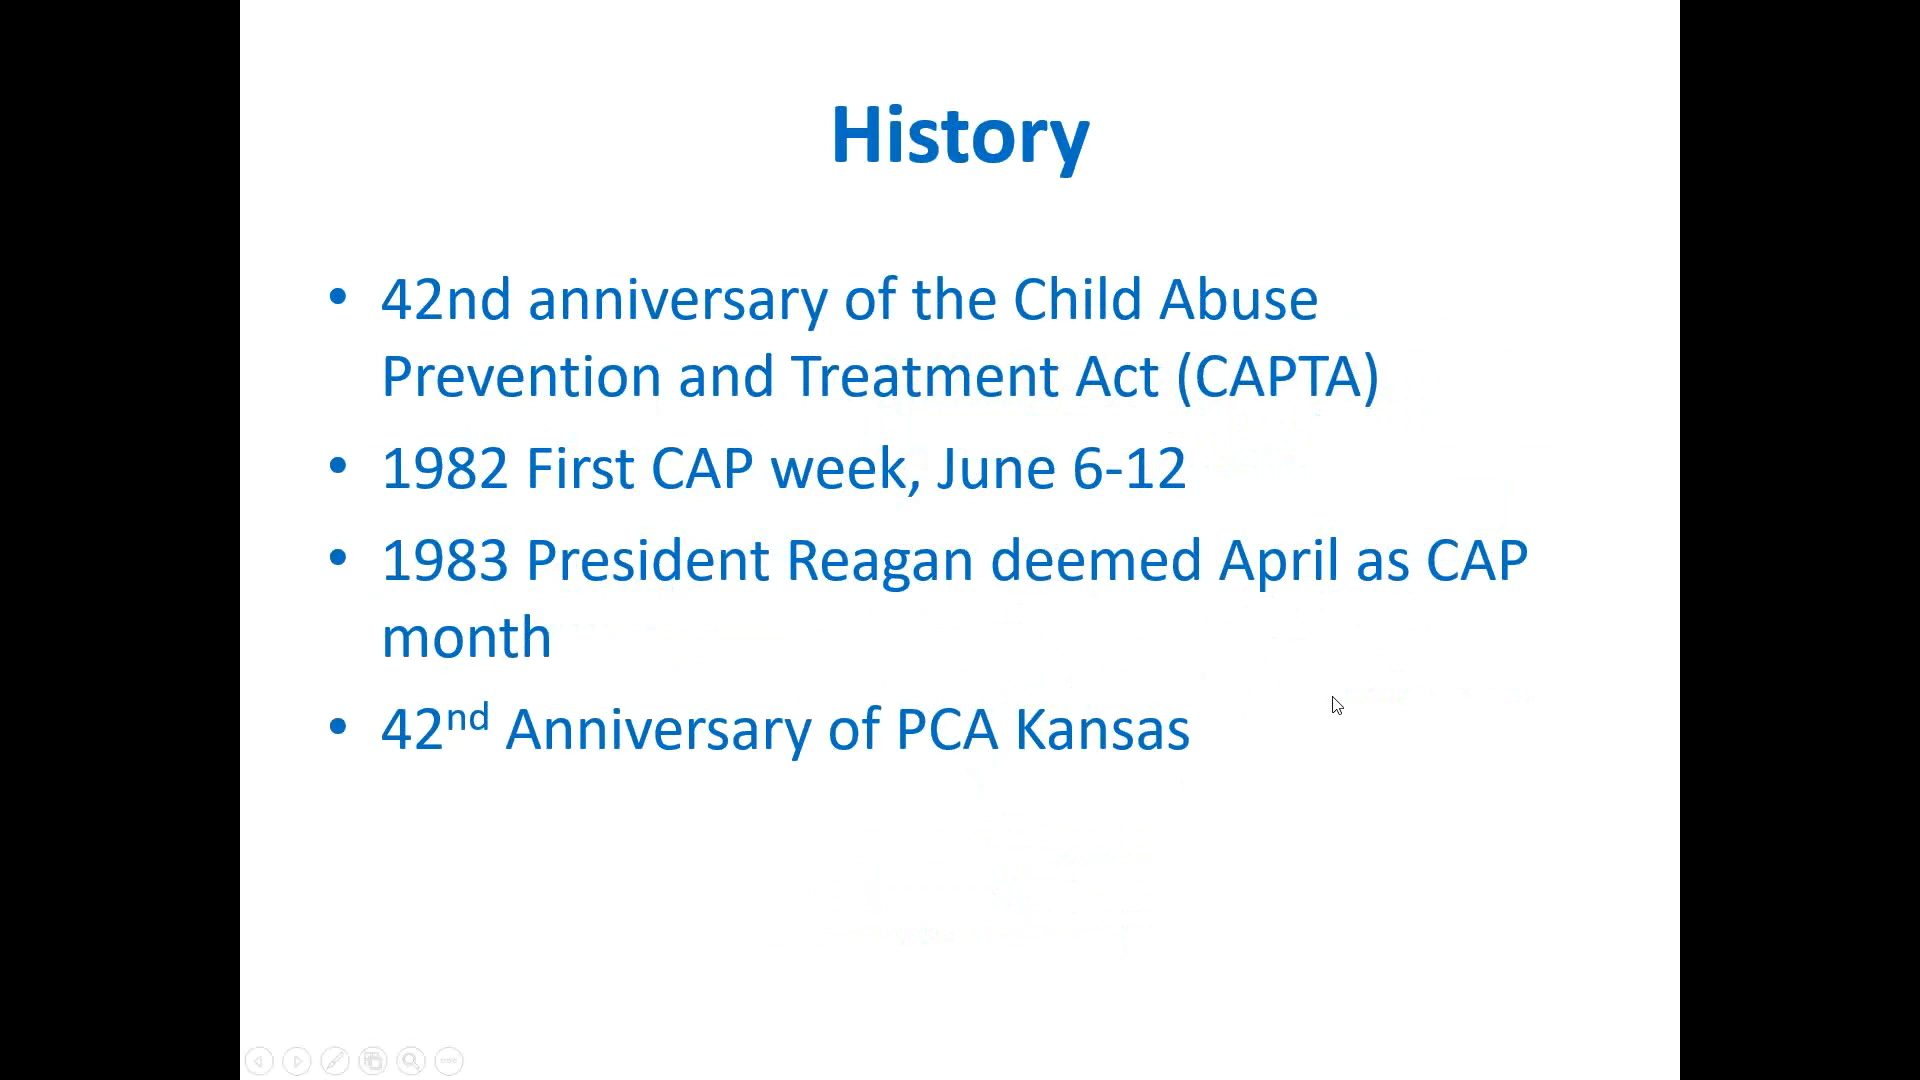 History
• 42nd anniversary of the Child Abuse
Prevention and Treatment Act (CAPTA)
• 1982 First CAP week, June 6-12
• 1983 President Reagan deemed April as CAP
month
• 42nd Anniversary of PCA Kansas